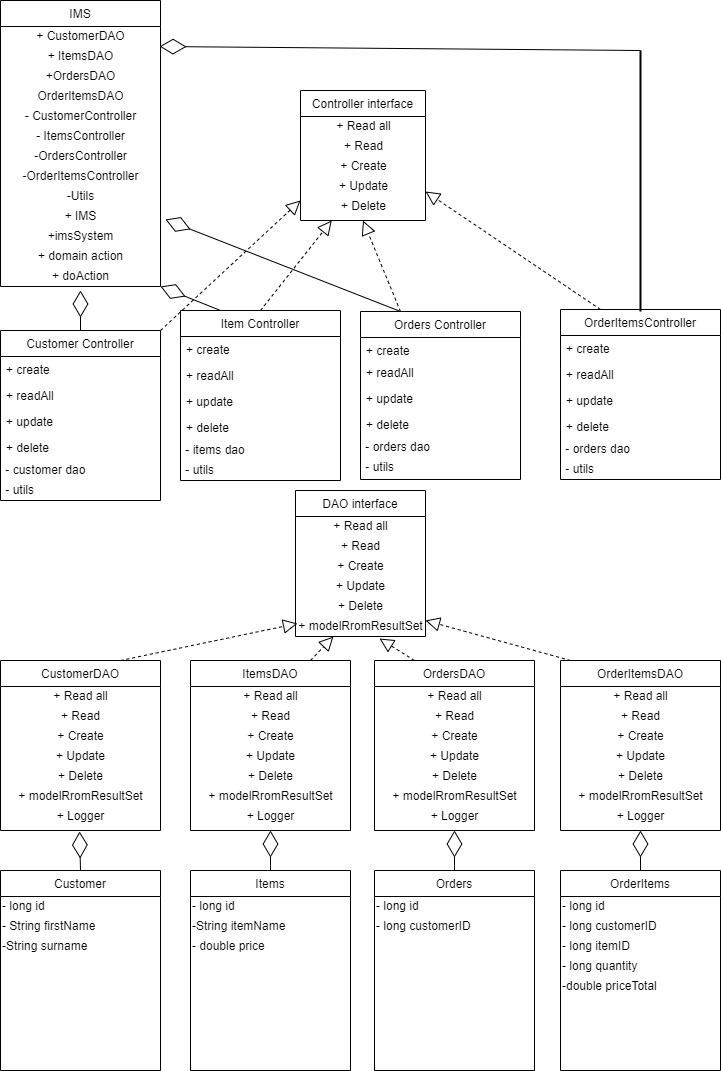 IMS
+ CustomerDAO
+ ItemsDAO
+OrdersDAO
OrderItemsDAO
- CustomerController
- ItemsController
-OrdersController
-OrderItemsController
-Utils
+ IMS
+imsSystem
+ domain action
+ doAction
Controller interface
+ Read all
+ Read
+ Create
+ Update
+ Delete
Customer Controller
+ create
+ readAll
+ update
+ delete
- customer dao
- utils
Item Controller
+ create
+ readAll
+ update
+ delete
- items dao
- utils
Orders Controller
+ create
+ readAll
+ update
+ delete
- orders dao
- utils
OrderItemsController
+ create
+ readAll
+ update
+ delete
- orders dao
- utils
DAO interface
+ Read all
+ Read
+ Create
+ Update
+ Delete
+ modelRromResultSet
CustomerDAO
+ Read all
+ Read
+ Create
+ Update
+ Delete
+ modelRromResultSet
+ Logger
ItemsDAO
+ Read all
+ Read
+ Create
+ Update
+ Delete
+ modelRromResultSet
+ Logger
OrdersDAO
+ Read all
+ Read
+ Create
+ Update
+ Delete
+ modelRromResultSet
+ Logger
OrderItemsDAO
+ Read all
+ Read
+ Create
+ Update
+ Delete
+ modelRromResultSet
+ Logger
Customer
- long id
- String firstName
-String surname
Items
- long id
-String itemName
- double price
Orders
- long id
- long customerID
OrderItems
- long id
- long customerID
- long itemID
- long quantity
-double priceTotal